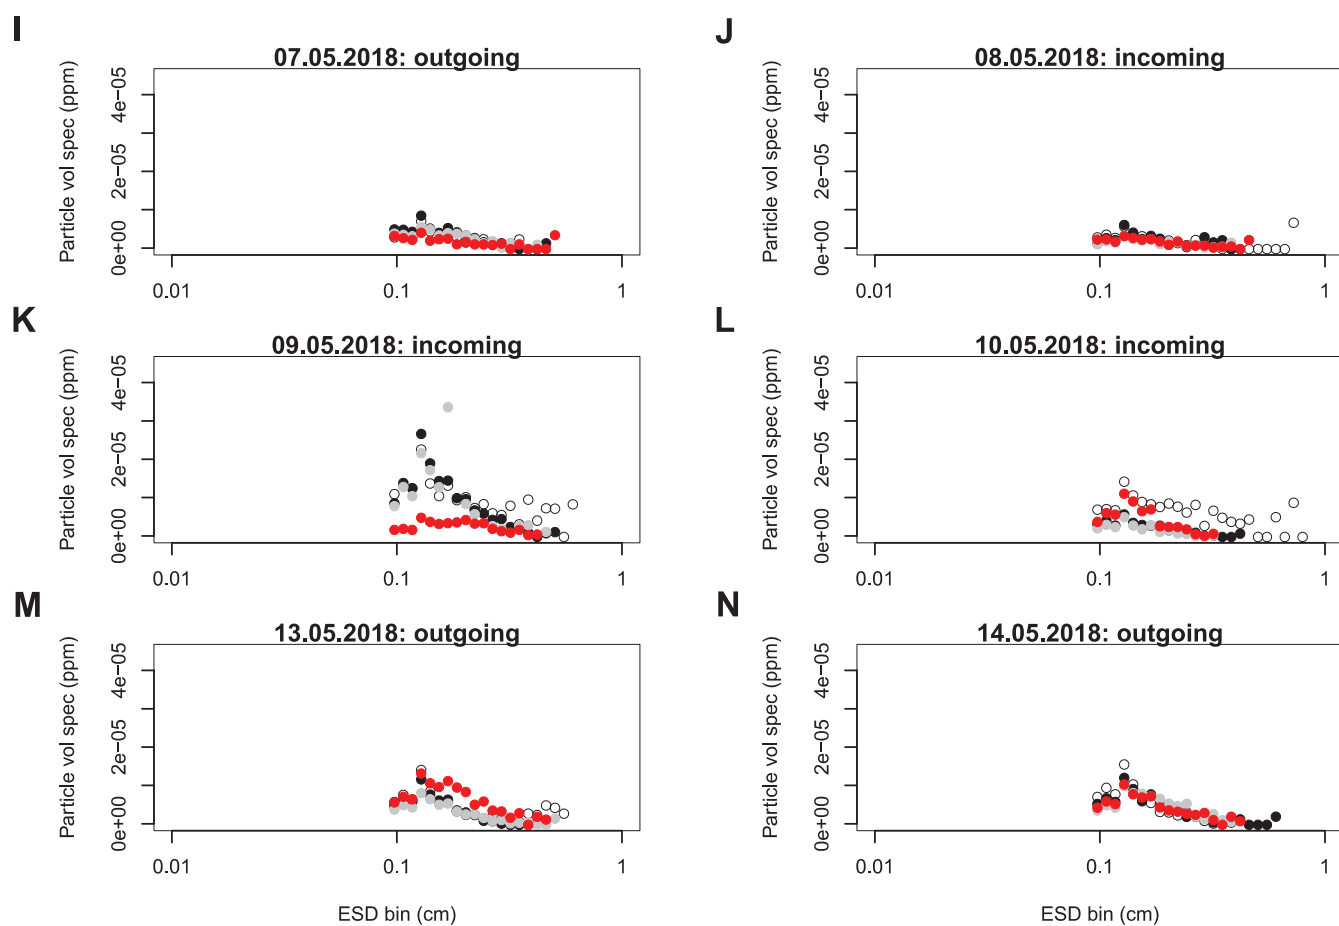 I
07.05.2018: outgoing
Particle vol spec (ppm)
4e−05
2e−05
0e+00
0.01 0.1 1
J
08.05.2018: incoming
Particle vol spec (ppm)
4e−05
2e−05
0e+00
0.01 0.1 1
K
09.05.2018: incoming
Particle vol spec (ppm)
4e−05
2e−05
0e+00
0.01 0.1 1
L
10.05.2018: incoming
Particle vol spec (ppm)
4e−05
2e−05
0e+00
0.01 0.1 1
M
13.05.2018: outgoing
Particle vol spec (ppm)
4e−05
2e−05
0e+00
0.01 0.1 1
ESD bin (cm)
N
14.05.2018: outgoing
Particle vol spec (ppm)
4e−05
2e−05
0e+00
0.01 0.1 1
ESD bin (cm)